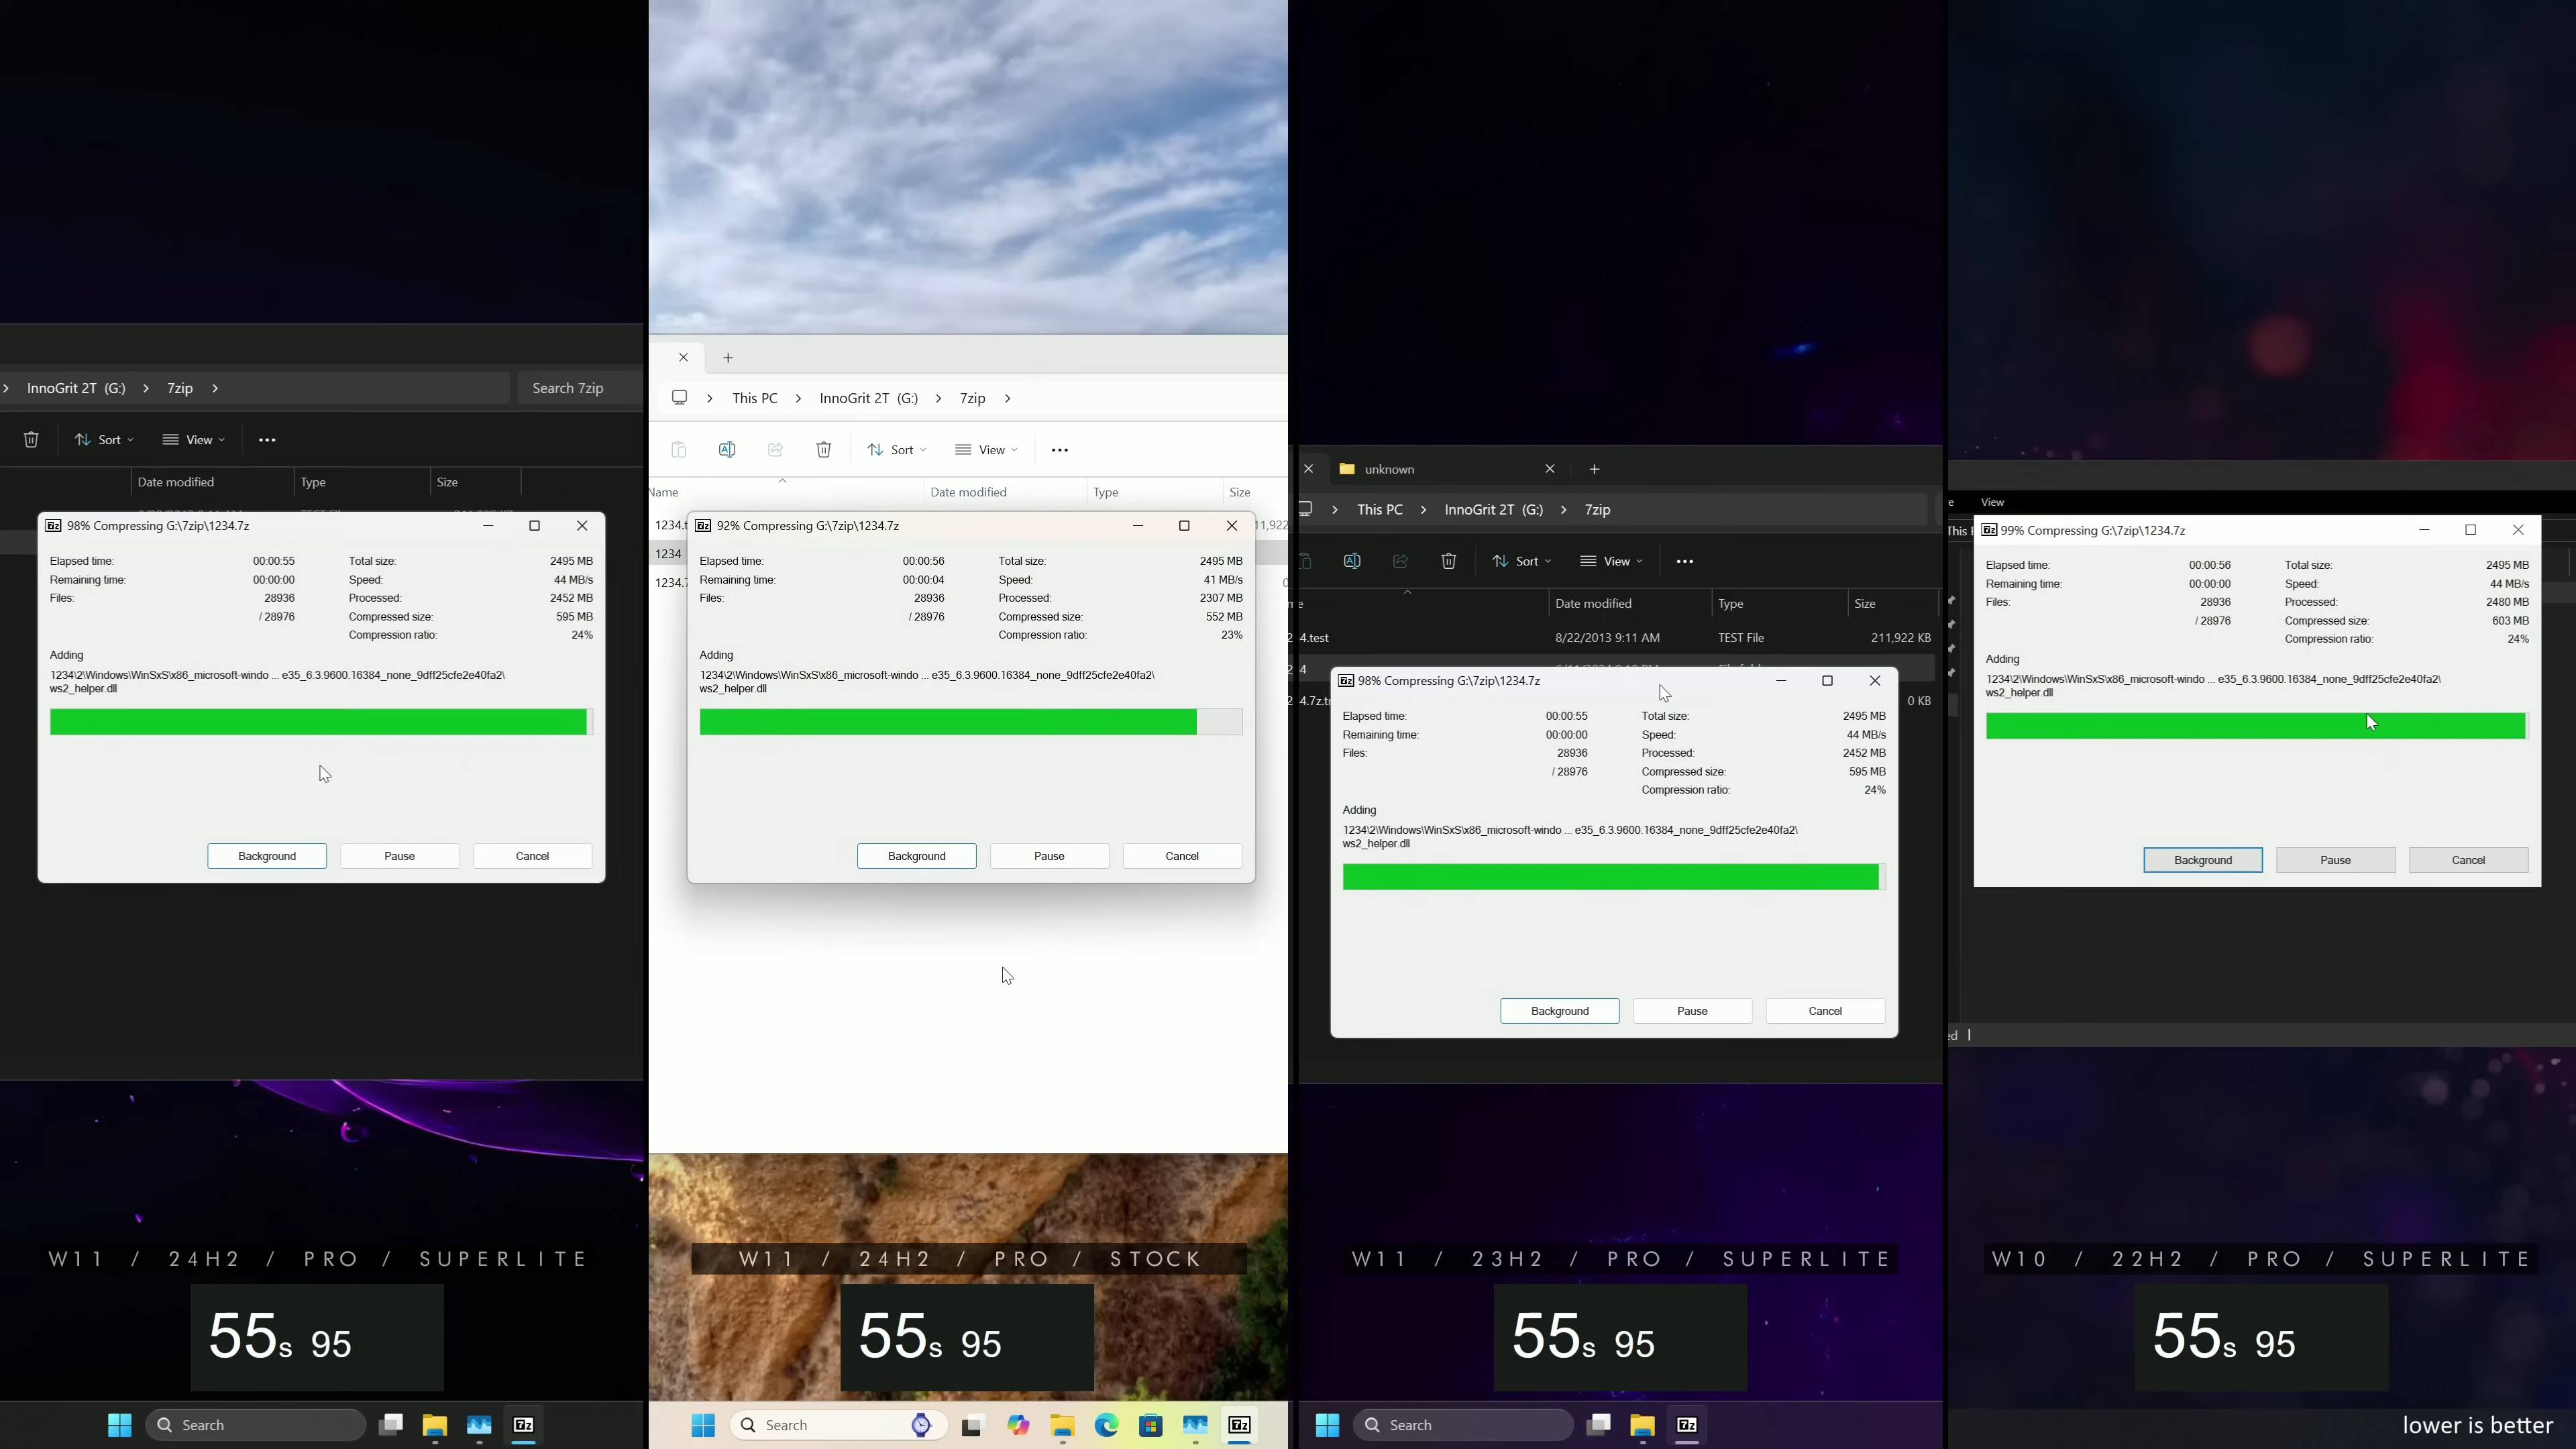 InnoGrit 2T (G:) 7zip
Search 7zip
Sort
View
Date modified
Type
Size
98% Compressing G:\7zip\1234.7z
Elapsed time: 00:00:55
Total size: 2495 MB
Remaining time: 00:00:00
Speed: 44 MB/s
Files: 28936
Processed: 2452 MB
/ 28976
Compressed size: 595 MB
Compression ratio: 24%
Adding
1234\2\Windows\WinSxS\x86_microsoft-windo ... e35_6.3.9600.16384_none_9dff25cfe2e40fa2\
ws2_helper.dll
Background
Pause
Cancel
W11 / 24H2 / PRO / SUPERLITE
55s 95
Search
This PC InnoGrit 2T (G:) 7zip
Sort
View
Name
Date modified
Type
Size
1234
92% Compressing G:\7zip\1234.7z
Elapsed time: 00:00:56
Total size: 2495 MB
Remaining time: 00:00:04
Speed: 41 MB/s
Files: 28936
Processed: 2307 MB
/ 28976
Compressed size: 552 MB
Compression ratio: 23%
Adding
1234\2\Windows\WinSxS\x86_microsoft-windo ... e35_6.3.9600.16384_none_9dff25cfe2e40fa2\
ws2_helper.dll
Background
Pause
Cancel
W11 / 24H2 / PRO / STOCK
55s 95
Search
unknown
This PC InnoGrit 2T (G:) 7zip
Sort
View
Date modified
Type
Size
4.test 8/22/2013 9:11 AM TEST File 211,922 KB
0 KB
98% Compressing G:\7zip\1234.7z
Elapsed time: 00:00:55
Total size: 2495 MB
Remaining time: 00:00:00
Speed: 44 MB/s
Files: 28936
Processed: 2452 MB
/ 28976
Compressed size: 595 MB
Compression ratio: 24%
Adding
1234\2\Windows\WinSxS\x86_microsoft-windo ... e35_6.3.9600.16384_none_9dff25cfe2e40fa2\
ws2_helper.dll
Background
Pause
Cancel
W11 / 23H2 / PRO / SUPERLITE
55s 95
Search
View
This
99% Compressing G:\7zip\1234.7z
Elapsed time: 00:00:56
Total size: 2495 MB
Remaining time: 00:00:00
Speed: 44 MB/s
Files: 28936
Processed: 2480 MB
/ 28976
Compressed size: 603 MB
Compression ratio: 24%
Adding
1234\2\Windows\WinSxS\x86_microsoft-windo ... e35_6.3.9600.16384_none_9dff25cfe2e40fa2\
ws2_helper.dll
Background
Pause
Cancel
W10 / 22H2 / PRO / SUPERLITE
55s 95
lower is better